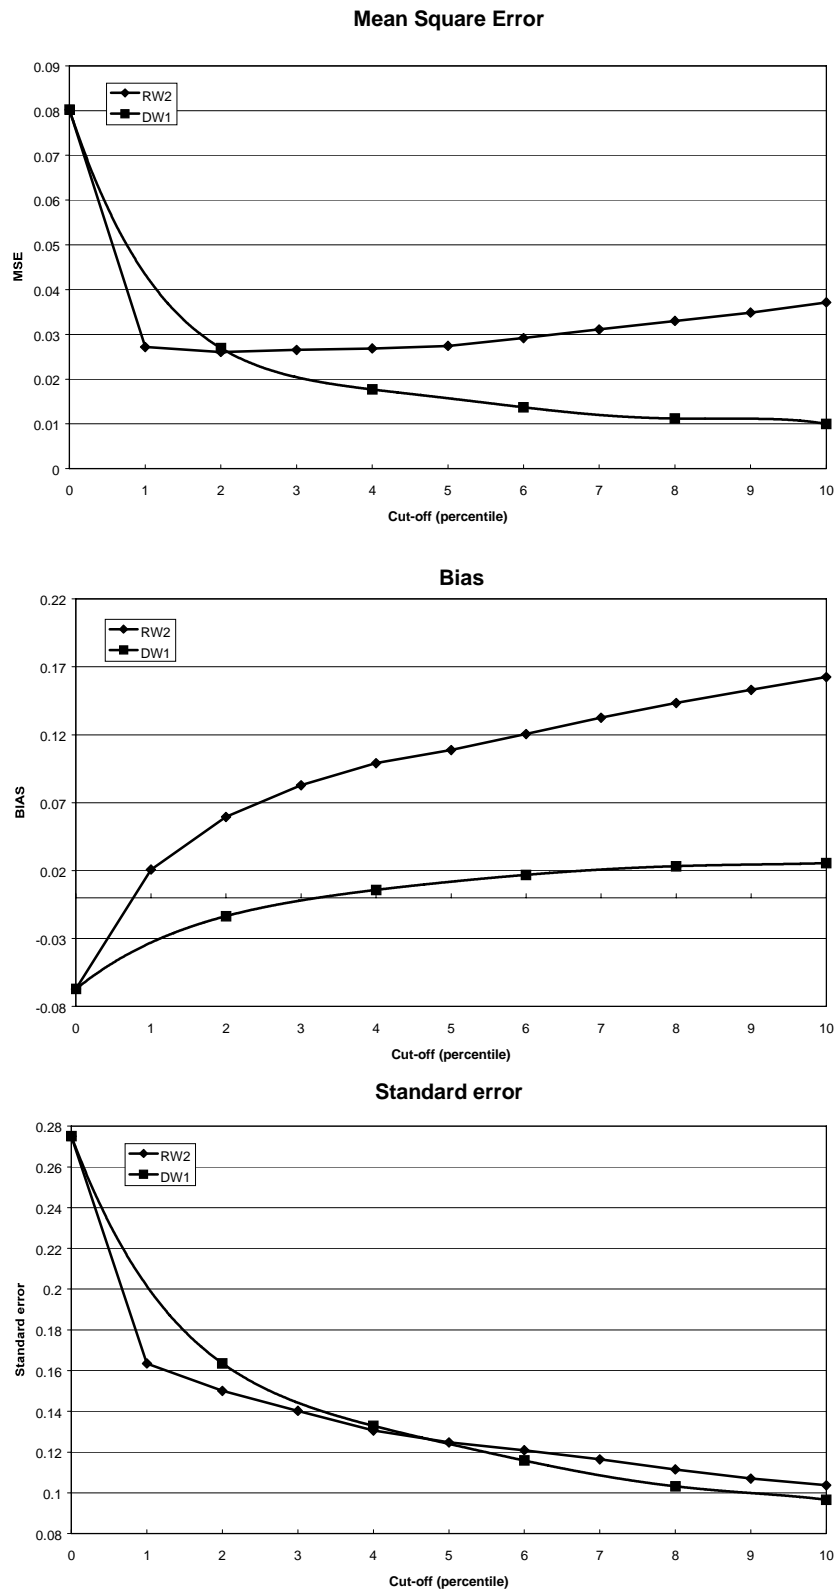 Mean Square Error
0.09
0.08
0.07
0.06
0.05
0.04
0.03
0.02
0.01
0
MSE
RW2
DW1
0 1 2 3 4 5 6 7 8 9 10
Cut-off (percentile)
Bias
0.22
0.17
0.12
0.07
0.02
-0.03
-0.08
BIAS
RW2
DW1
0 1 2 3 4 5 6 7 8 9 10
Cut-off (percentile)
Standard error
0.28
0.26
0.24
0.22
0.2
0.18
0.16
0.14
0.12
0.1
0.08
Standard error
RW2
DW1
0 1 2 3 4 5 6 7 8 9 10
Cut-off (percentile)